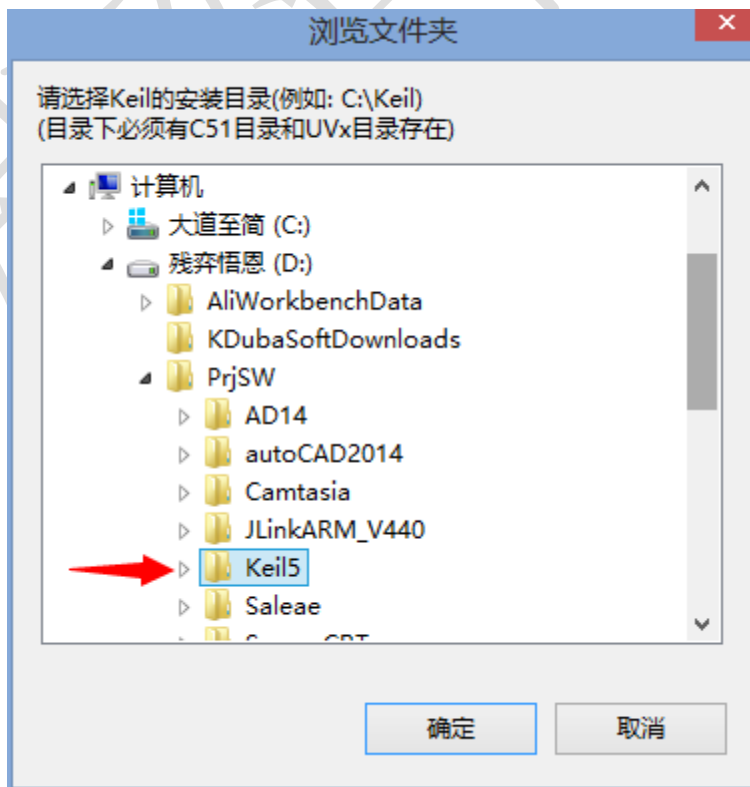 浏览文件夹
请选择Keil的安装目录(例如: C:\Keil)
(目录下必须有C51目录和UVx目录存在)
计算机
大道至简 (C:)
残弈悟恩 (D:)
AliWorkbenchData
KDubaSoftDownloads
PrjSW
AD14
autoCAD2014
Camtasia
JLinkARM_V440
Keil5
Saleae
确定 取消